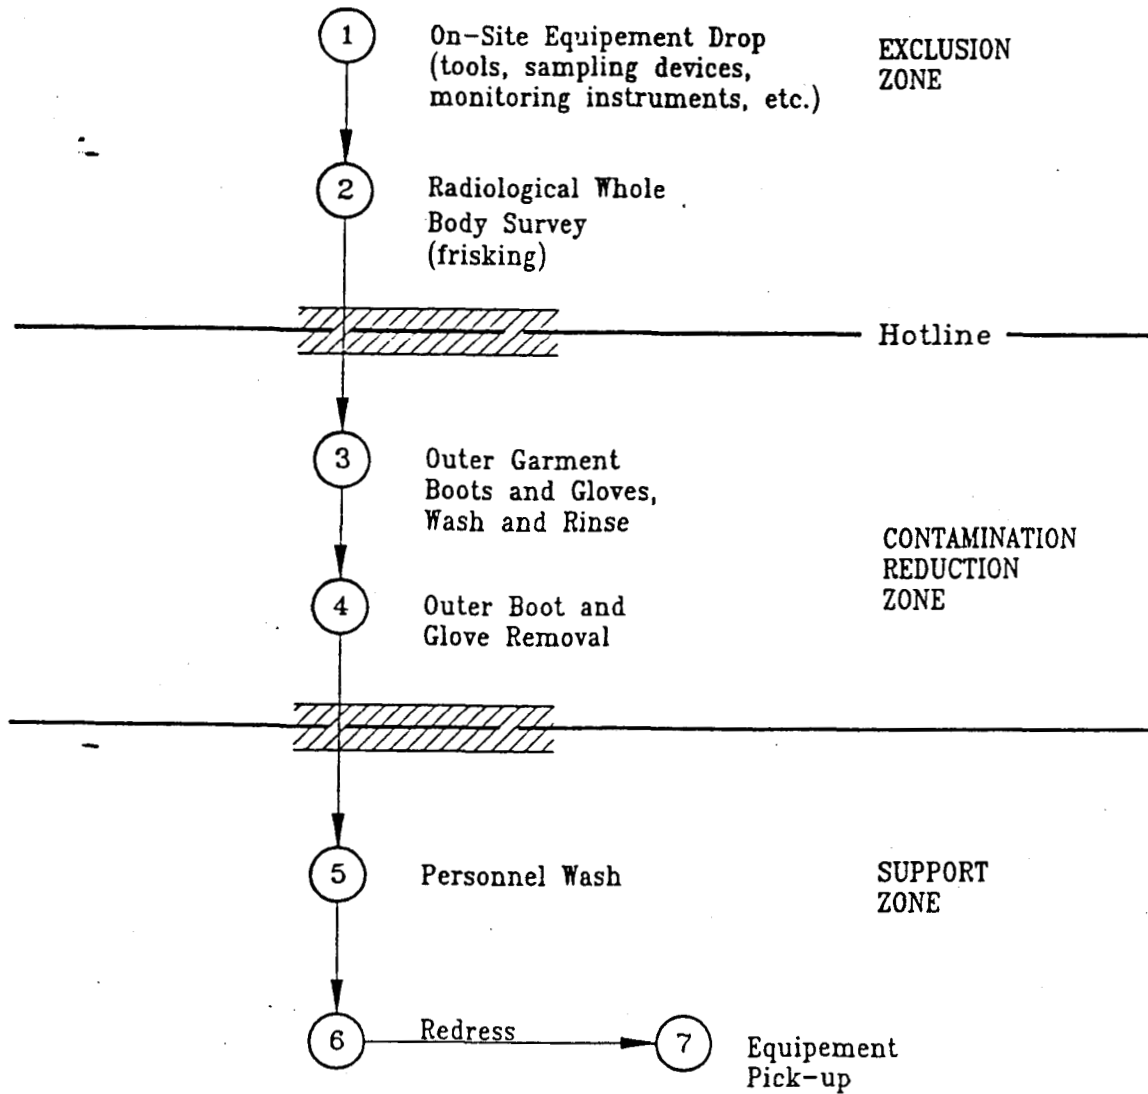 1
On-Site Equipement Drop
(tools, sampling devices,
monitoring instruments, etc.)
EXCLUSION
ZONE
2
Radiological Whole
Body Survey
(frisking)
Hotline
3
Outer Garment
Boots and Gloves,
Wash and Rinse
CONTAMINATION
REDUCTION
ZONE
4
Outer Boot and
Glove Removal
5
Personnel Wash
SUPPORT
ZONE
6
Redress
7
Equipement
Pick-up